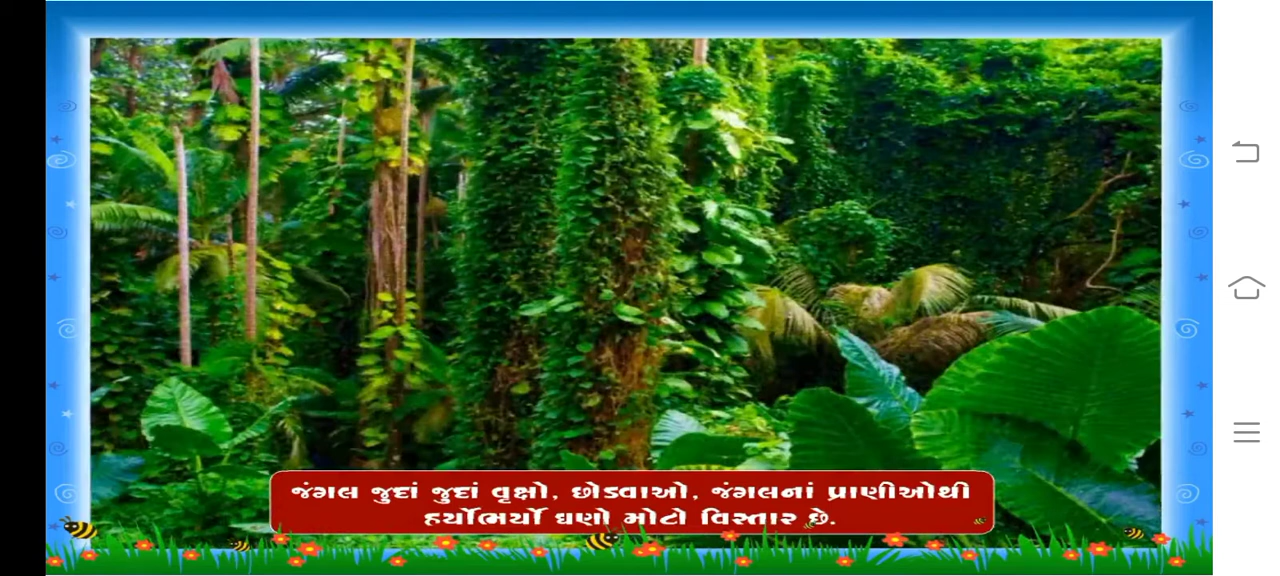 જંગલ જુદાં જુદાં વૃક્ષો, છોડવાઓ, જંગલનાં પ્રાણીઓથી
હર્યોભર્યો ઘણો મોટો વિસ્તાર છે.